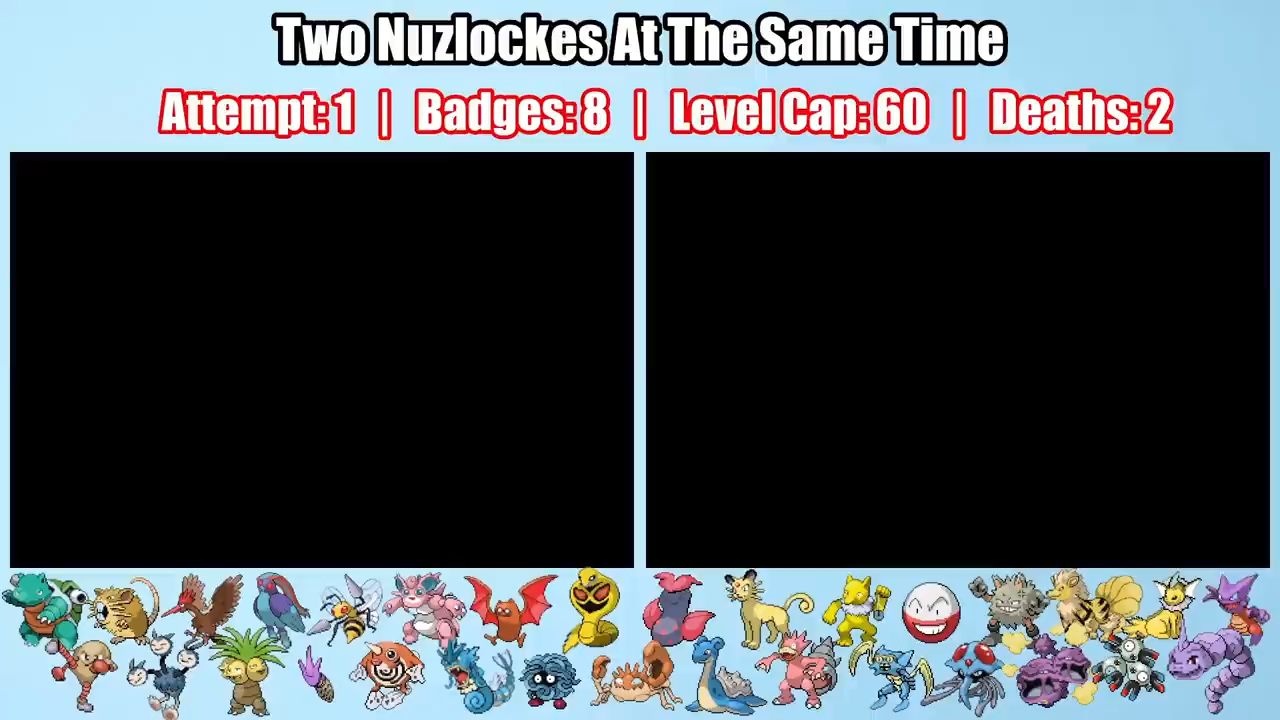 Two Nuzlockes At The Same Time
Attempt: 1 | Badges: 8 | Level Cap: 60 | Deaths: 2